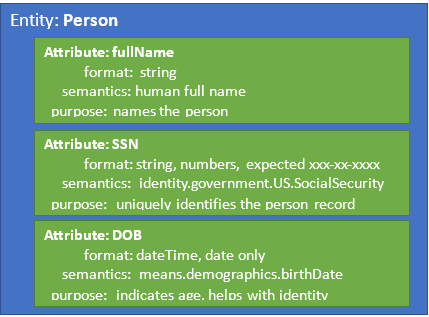 Entity: Person
Attribute: fullName
format: string
semantics: human full name
purpose: names the person
Attribute: SSN
format: string, numbers, expected xxx-xx-xxxx
semantics: identity.government.US.SocialSecurity
purpose: uniquely identifies the person record
Attribute: DOB
format: dateTime, date only
semantics: means.demographics.birthDate
purpose: indicates age, helps with identity